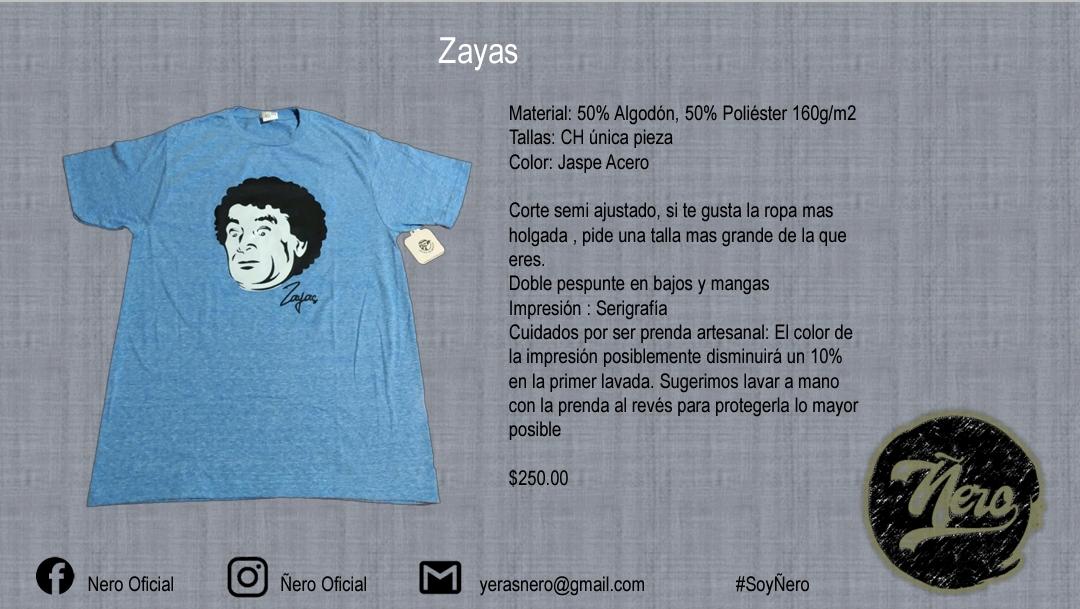 Zayas
Material: 50% Algodón, 50% Poliéster 160g/m2
Tallas: CH única pieza
Color: Jaspe Acero
Corte semi ajustado, si te gusta la ropa mas
holgada , pide una talla mas grande de la que
eres.
Doble pespunte en bajos y mangas
Impresión : Serigrafía
Cuidados por ser prenda artesanal: El color de
la impresión posiblemente disminuirá un 10%
en la primer lavada. Sugerimos lavar a mano
con la prenda al revés para protegerla lo mayor
posible
$250.00
Zayas
Ñero
Nero Oficial
Ñero Oficial
yerasnero@gmail.com
#SoyÑero